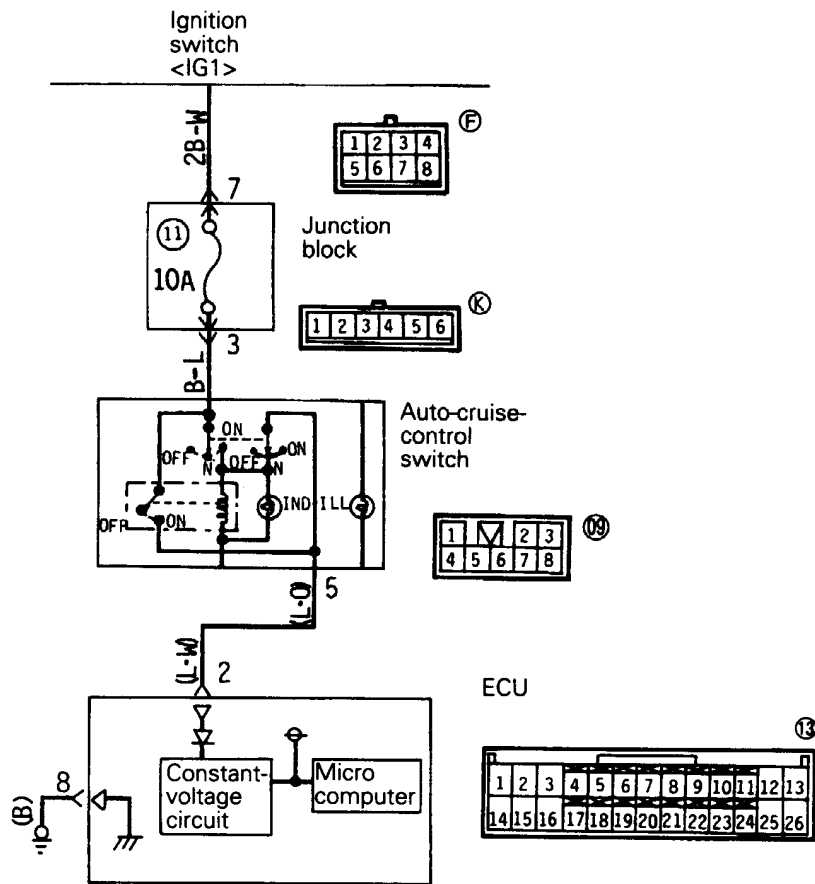 Ignition
switch
<IG1>
2B-W
F
1 2 3 4
5 6 7 8
7
11
10A
Junction
block
K
1 2 3 4 5 6
3
B-L
Auto-cruise-
control
switch
ON
OFF
N
OFF
N
ON
IND-ILL
OFF
ON
09
1 2 3
4 5 6 7 8
5
(L-O)
(L-W)
2
ECU
13
1 2 3 4 5 6 7 8 9 10 11 12 13
14 15 16 17 18 19 20 21 22 23 24 25 26
Constant-
voltage
circuit
Micro
computer
8
(B)